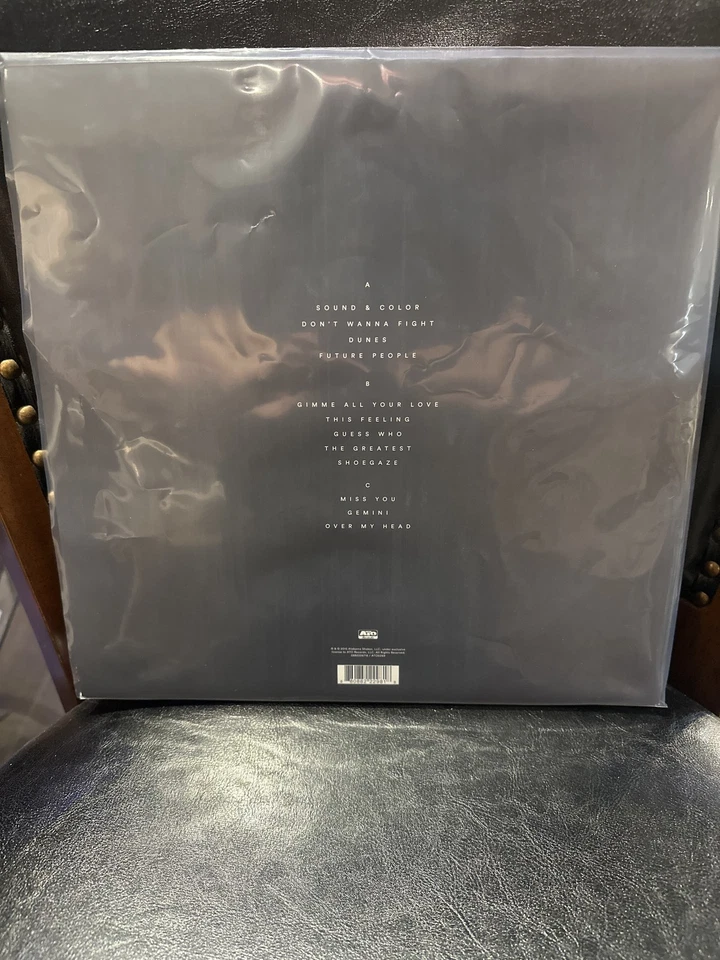 A
SOUND & COLOR
DON'T WANNA FIGHT
DUNES
FUTURE PEOPLE
B
GIMME ALL YOUR LOVE
THIS FEELING
GUESS WHO
THE GREATEST
SHOEGAZE
C
MISS YOU
GEMINI
OVER MY HEAD
ATO